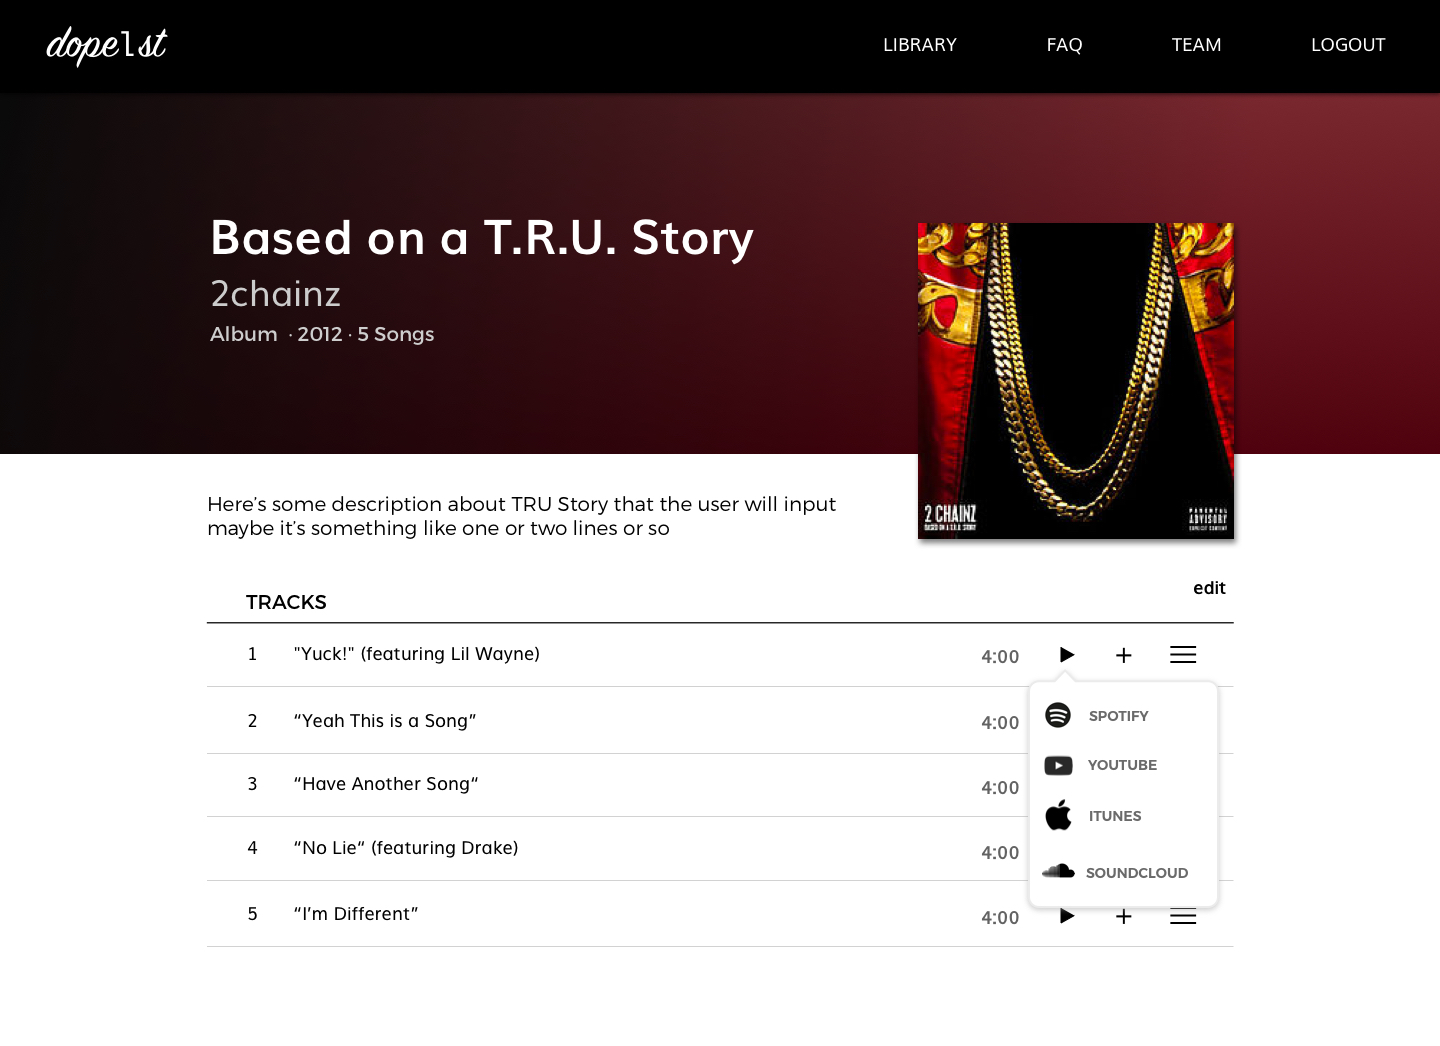 dope1st
LIBRARY FAQ TEAM LOGOUT
Based on a T.R.U. Story
2chainz
Album · 2012 · 5 Songs
2 CHAINZ
BASED ON A T.R.U. STORY
PARENTAL
ADVISORY
EXPLICIT CONTENT
Here’s some description about TRU Story that the user will input
maybe it’s something like one or two lines or so
edit
TRACKS
1 "Yuck!" (featuring Lil Wayne) 4:00
SPOTIFY
2 “Yeah This is a Song” 4:00
YOUTUBE
3 “Have Another Song“ 4:00
ITUNES
4 “No Lie“ (featuring Drake) 4:00
SOUNDCLOUD
5 “I’m Different” 4:00